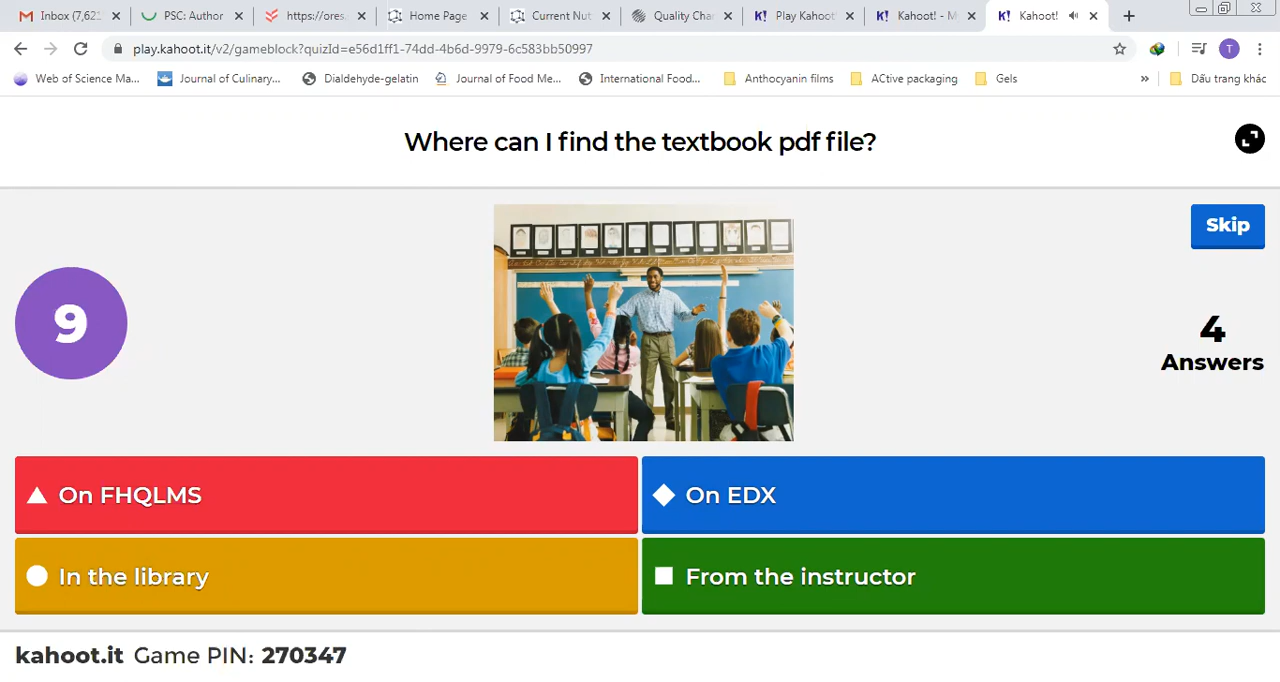 Inbox (7,62
PSC: Author
https://ores.
Home Page
Current Nut
Quality Cha
Play Kahoot!
Kahoot! - M
Kahoot!
play.kahoot.it/v2/gameblock?quizId=e56d1ff1-74dd-4b6d-9979-6c583bb50997
T
Web of Science Ma...
Journal of Culinary...
Dialdehyde-gelatin
Journal of Food Me...
International Food...
Anthocyanin films
ACtive packaging
Gels
»
Dấu trang khác
Where can I find the textbook pdf file?
Skip
9
4
Answers
On FHQLMS
On EDX
In the library
From the instructor
kahoot.it Game PIN: 270347